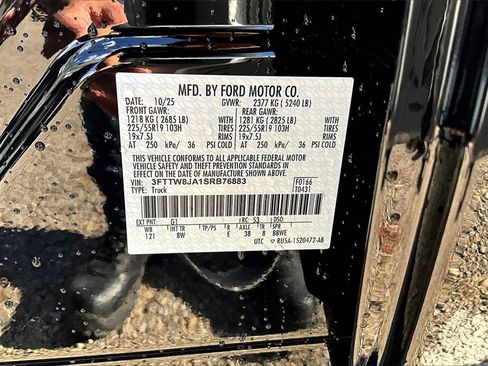 MFD. BY FORD MOTOR CO.
DATE: 10/25 GVWR: 2377 KG ( 5240 LB)
FRONT GAWR: REAR GAWR:
1218 KG ( 2685 LB) WITH 1281 KG ( 2825 LB) WITH
225/55R19 103H TIRES 225/55R19 103H TIRES
19x7.5J RIMS 19x7.5J RIMS
AT 250 kPa/ 36 PSI COLD AT 250 kPa/ 36 PSI COLD
THIS VEHICLE CONFORMS TO ALL APPLICABLE FEDERAL MOTOR
VEHICLE SAFETY AND THEFT PREVENTION STANDARDS IN
EFFECT ON THE DATE OF MANUFACTURE SHOWN ABOVE.
VIN: 3FTTW8JA1SRB76883 F0166
TYPE: Truck T0431
EXT PNT: G1 RC: 53 DSO:
WB INT TR TP/PS R AXLE TR SPR
121 8W E 38 8 BBWE
UTC RUSA-1520472-AB